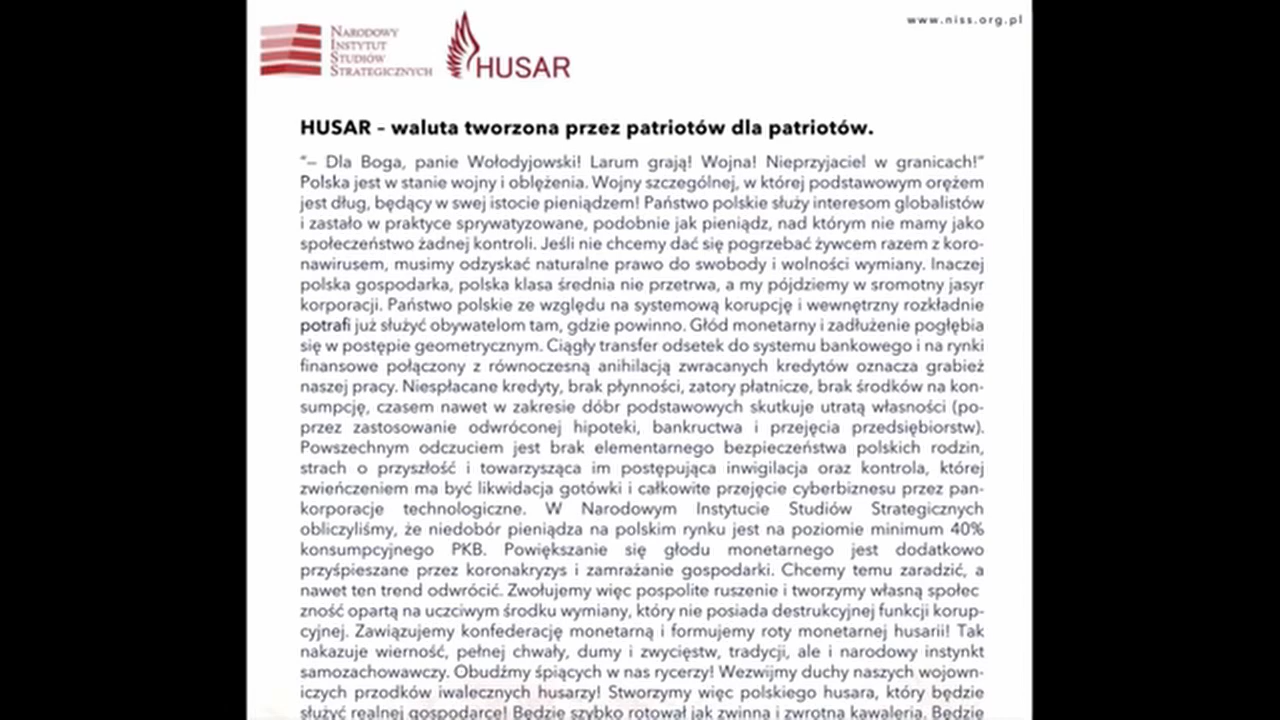 NARODOWY
INSTYTUT
STUDIÓW
STRATEGICZNYCH
HUSAR
www.niss.org.pl
HUSAR – waluta tworzona przez patriotów dla patriotów.
"– Dla Boga, panie Wołodyjowski! Larum grają! Wojna! Nieprzyjaciel w granicach!"
Polska jest w stanie wojny i oblężenia. Wojny szczególnej, w której podstawowym orężem
jest dług, będący w swej istocie pieniądzem! Państwo polskie służy interesom globalistów
i zastało w praktyce sprywatyzowane, podobnie jak pieniądz, nad którym nie mamy jako
społeczeństwo żadnej kontroli. Jeśli nie chcemy dać się pogrzebać żywcem razem z koro-
nawirusem, musimy odzyskać naturalne prawo do swobody i wolności wymiany. Inaczej
polska gospodarka, polska klasa średnia nie przetrwa, a my pójdziemy w sromotny jasyr
korporacji. Państwo polskie ze względu na systemową korupcję i wewnętrzny rozkładnie
potrafi już służyć obywatelom tam, gdzie powinno. Głód monetarny i zadłużenie pogłębia
się w postępie geometrycznym. Ciągły transfer odsetek do systemu bankowego i na rynki
finansowe połączony z równoczesną anihilacją zwracanych kredytów oznacza grabież
naszej pracy. Niespłacane kredyty, brak płynności, zatory płatnicze, brak środków na kon-
sumpcję, czasem nawet w zakresie dóbr podstawowych skutkuje utratą własności (po-
przez zastosowanie odwróconej hipoteki, bankructwa i przejęcia przedsiębiorstw).
Powszechnym odczuciem jest brak elementarnego bezpieczeństwa polskich rodzin,
strach o przyszłość i towarzysząca im postępująca inwigilacja oraz kontrola, której
zwieńczeniem ma być likwidacja gotówki i całkowite przejęcie cyberbiznesu przez pan-
korporacje technologiczne. W Narodowym Instytucie Studiów Strategicznych
obliczyliśmy, że niedobór pieniądza na polskim rynku jest na poziomie minimum 40%
konsumpcyjnego PKB. Powiększanie się głodu monetarnego jest dodatkowo
przyśpieszane przez koronakryzys i zamrażanie gospodarki. Chcemy temu zaradzić, a
nawet ten trend odwrócić. Zwołujemy więc pospolite ruszenie i tworzymy własną społec
zność opartą na uczciwym środku wymiany, który nie posiada destrukcyjnej funkcji korup-
cyjnej. Zawiązujemy konfederację monetarną i formujemy roty monetarnej husarii! Tak
nakazuje wierność, pełnej chwały, dumy i zwycięstw, tradycji, ale i narodowy instynkt
samozachowawczy. Obudźmy śpiących w nas rycerzy! Wezwijmy duchy naszych wojown-
iczych przodków iwalecznych husarzy! Stworzymy więc polskiego husara, który będzie
służyć realnej gospodarce! Będzie szybko rotował jak zwinna i zwrotna kawaleria. Będzie